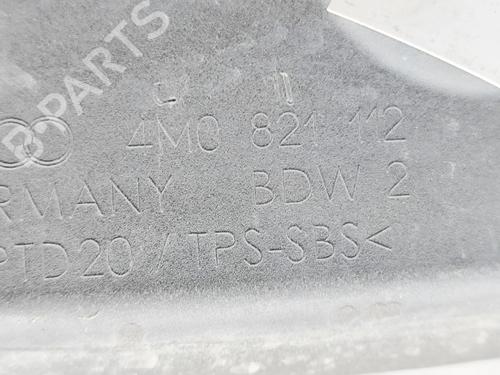 B-PARTS
4M0 821 112
RMANY BDW 2
PTD20 / TPS-SBS<